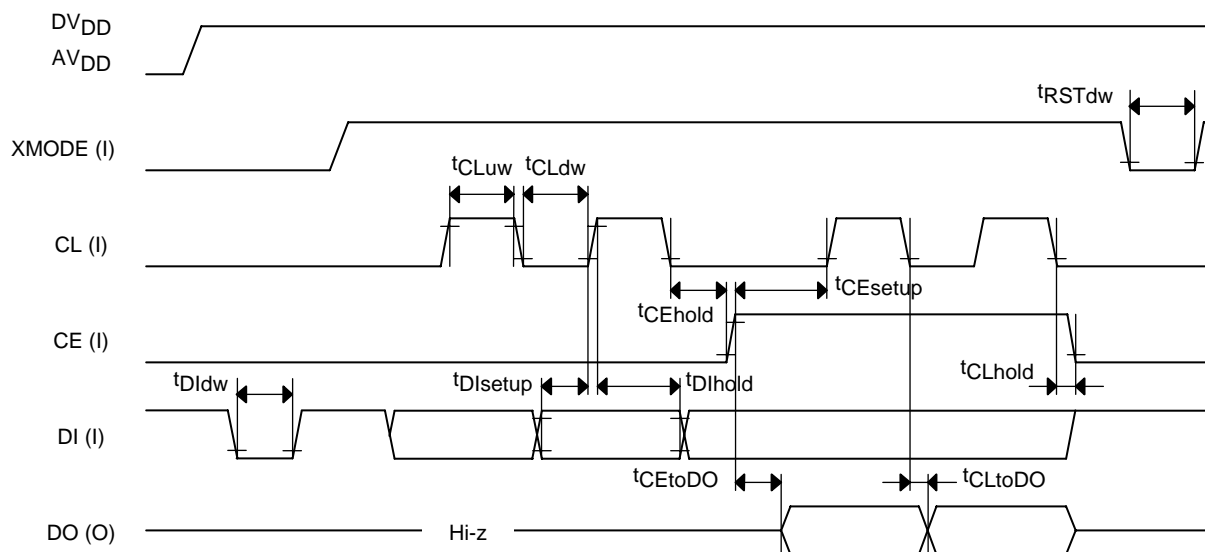 DVDD
AVDD
tRSTdw
XMODE (I)
tCLuw tCLdw
CL (I)
tCEsetup
tCEhold
CE (I)
tCLhold
tDIdw tDIsetup tDIhold
DI (I)
tCEtoDO tCLtoDO
DO (O) Hi-z